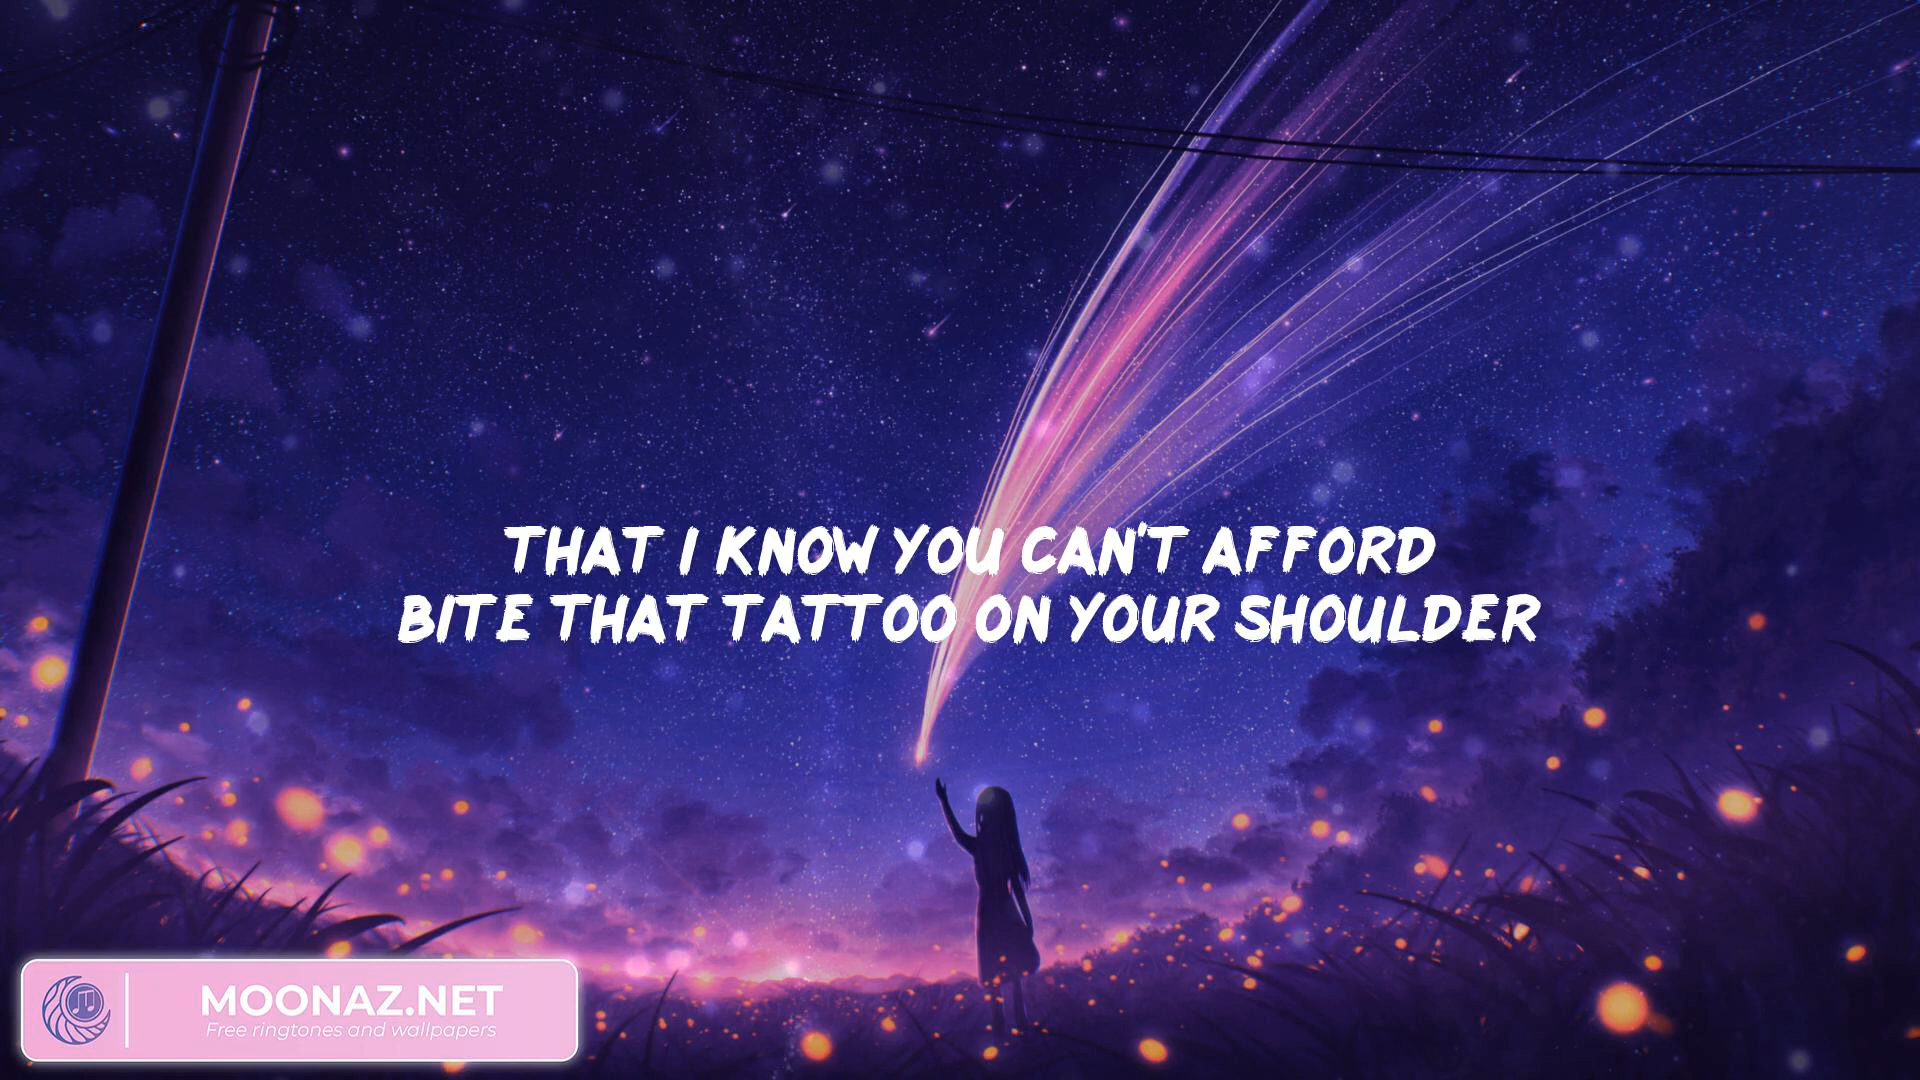 THAT I KNOW YOU CAN'T AFFORD
BITE THAT TATTOO ON YOUR SHOULDER
MOONAZ.NET
Free ringtones and wallpapers